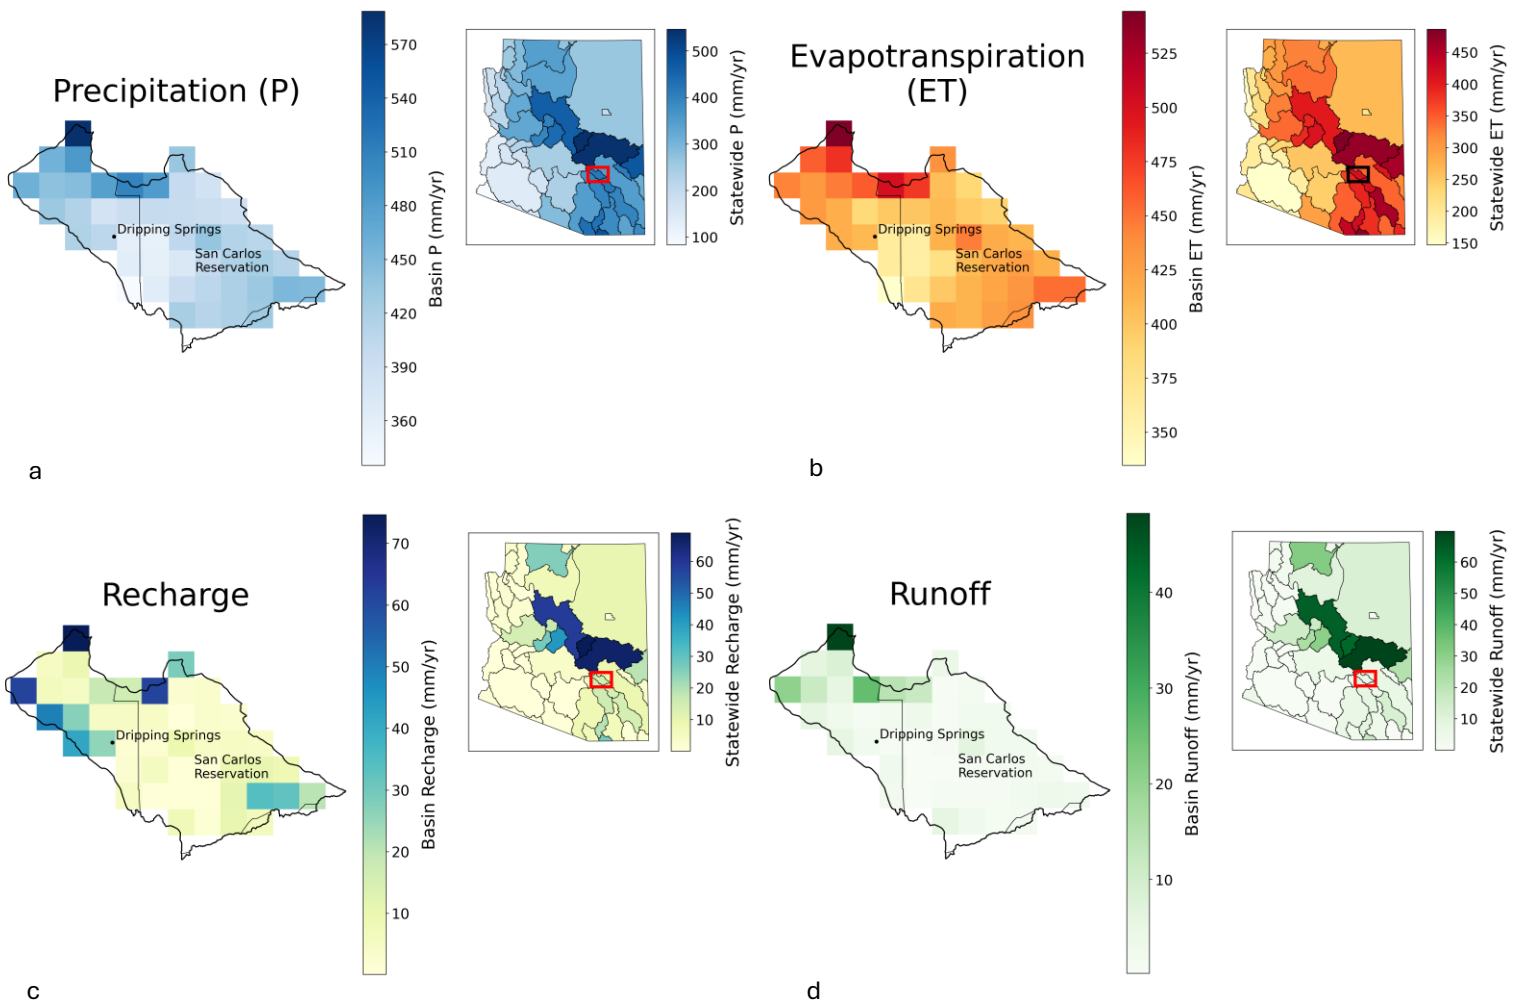 Precipitation (P)
570
540
510
480
450
420
390
360
Basin P (mm/yr)
Dripping Springs
San Carlos
Reservation
500
400
300
200
100
Statewide P (mm/yr)
a
Evapotranspiration
(ET)
525
500
475
450
425
400
375
350
Basin ET (mm/yr)
Dripping Springs
San Carlos
Reservation
450
400
350
300
250
200
150
Statewide ET (mm/yr)
b
Recharge
70
60
50
40
30
20
10
Basin Recharge (mm/yr)
Dripping Springs
San Carlos
Reservation
60
50
40
30
20
10
Statewide Recharge (mm/yr)
c
Runoff
40
30
20
10
Basin Runoff (mm/yr)
Dripping Springs
San Carlos
Reservation
60
50
40
30
20
10
Statewide Runoff (mm/yr)
d